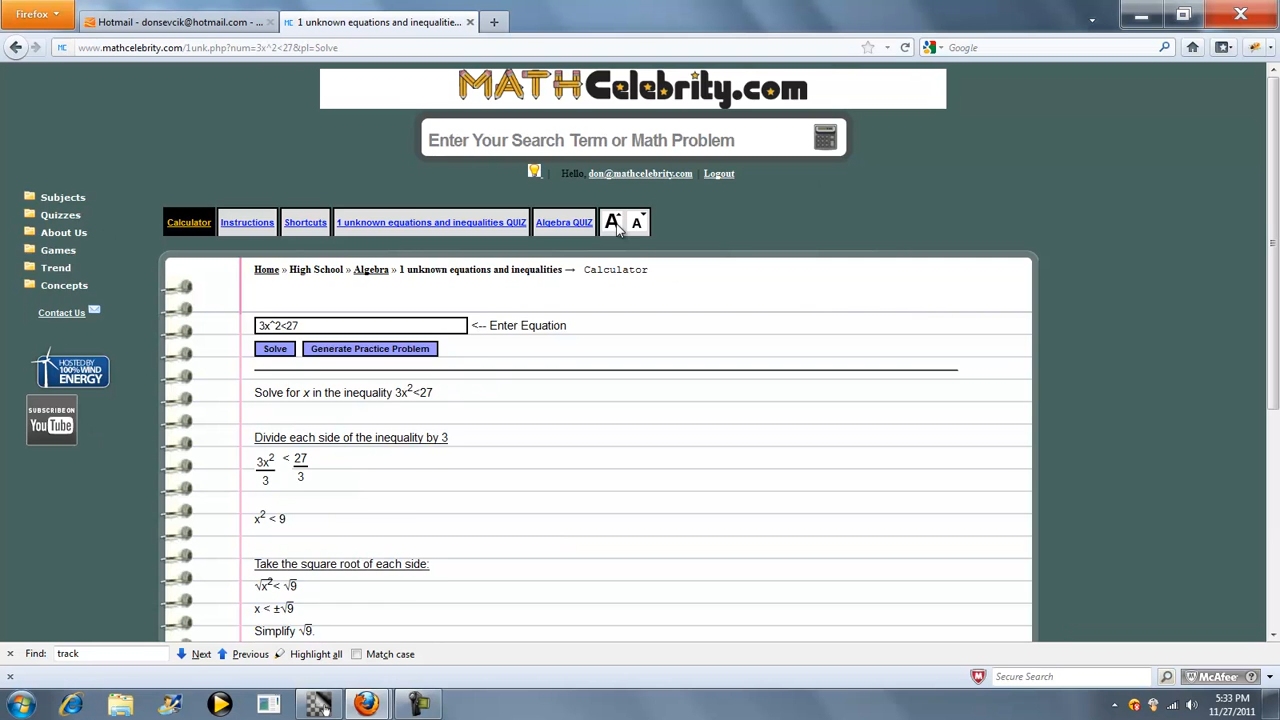 Firefox
Hotmail - donsevcik@hotmail.com - ...
MC 1 unknown equations and inequalitie...
MC www.mathcelebrity.com/1unk.php?num=3x^2<27&pl=Solve
Google
MATHCelebrity.com
Enter Your Search Term or Math Problem
| Hello, don@mathcelebrity.com | Logout
Subjects
Quizzes
About Us
Games
Trend
Concepts
Contact Us
HOSTED BY
100% WIND
ENERGY
SUBSCRIBE ON
YouTube
Calculator Instructions Shortcuts 1 unknown equations and inequalities QUIZ Algebra QUIZ A A
Home » High School » Algebra » 1 unknown equations and inequalities → Calculator
3x^2<27 <-- Enter Equation
Solve Generate Practice Problem
Solve for x in the inequality 3x²<27
Divide each side of the inequality by 3
3x² < 27
3 3
x² < 9
Take the square root of each side:
√x²< √9
x < ±√9
Simplify √9.
× Find: track Next Previous Highlight all Match case
× Secure Search McAfee
5:33 PM
11/27/2011